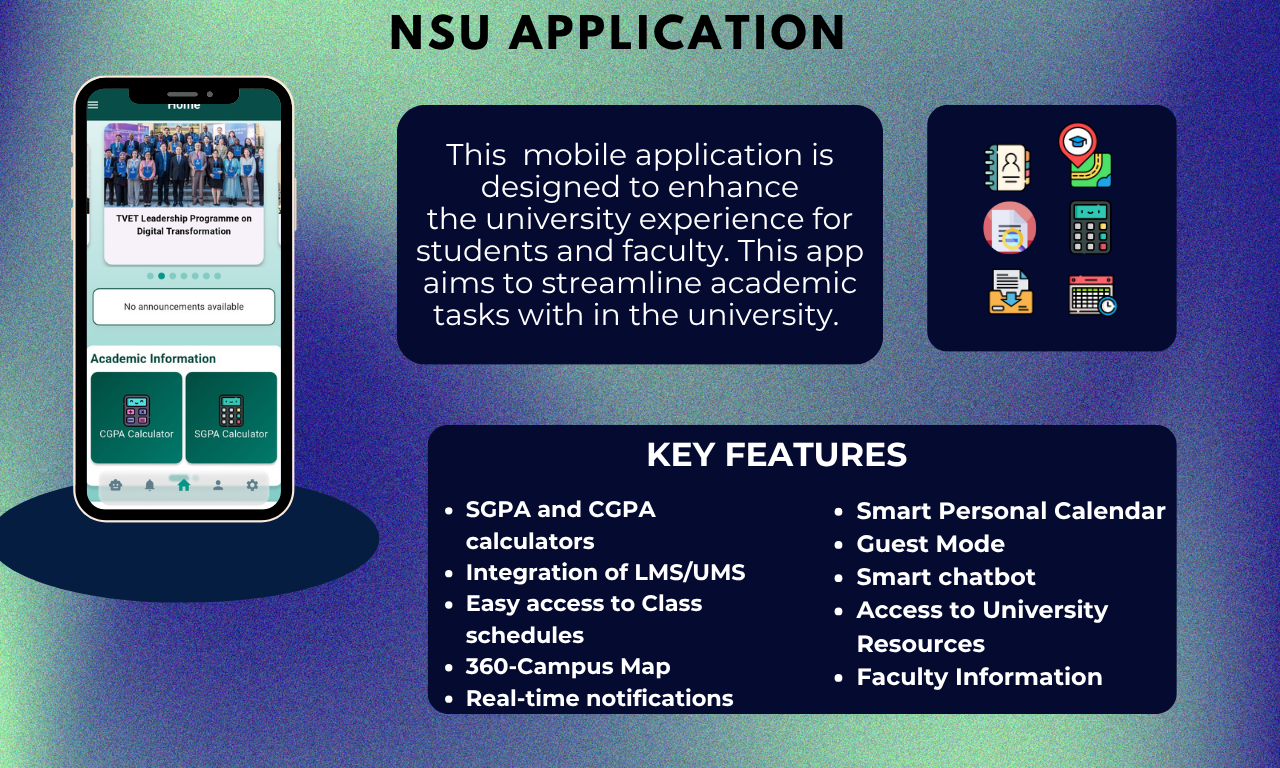 NSU APPLICATION
Home
TVET Leadership Programme on
Digital Transformation
No announcements available
Academic Information
CGPA Calculator
SGPA Calculator
This  mobile application is
designed to enhance
the university experience for
students and faculty. This app
aims to streamline academic
tasks with in the university.
KEY FEATURES
• SGPA and CGPA
calculators
• Integration of LMS/UMS
• Easy access to Class
schedules
• 360-Campus Map
• Real-time notifications
• Smart Personal Calendar
• Guest Mode
• Smart chatbot
• Access to University
Resources
• Faculty Information